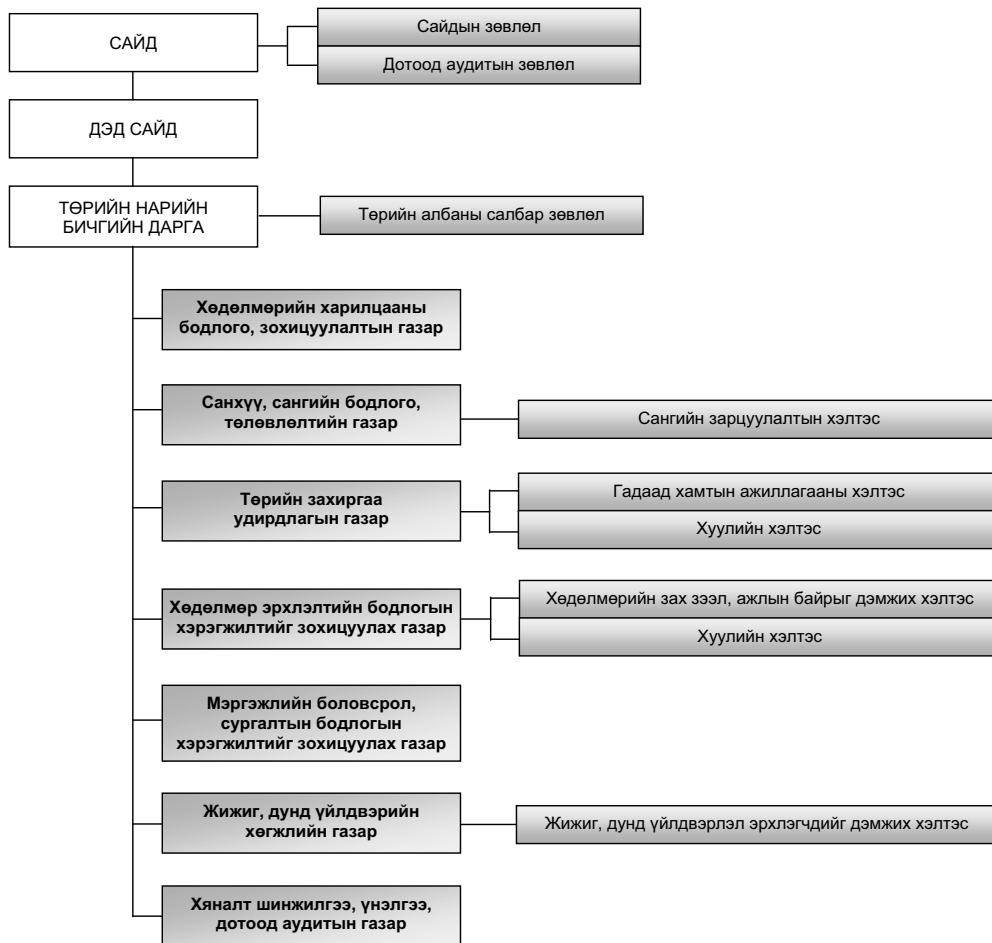 САЙД
Сайдын зөвлөл
Дотоод аудитын зөвлөл
ДЭД САЙД
ТӨРИЙН НАРИЙН
БИЧГИЙН ДАРГА
Төрийн албаны салбар зөвлөл
Хөдөлмөрийн харилцааны
бодлого, зохицуулалтын газар
Санхүү, сангийн бодлого,
төлөвлөлтийн газар
Сангийн зарцуулалтын хэлтэс
Төрийн захиргаа
удирдлагын газар
Гадаад хамтын ажиллагааны хэлтэс
Хуулийн хэлтэс
Хөдөлмөр эрхлэлтийн бодлогын
хэрэгжилтийг зохицуулах газар
Хөдөлмөрийн зах зээл, ажлын байрыг дэмжих хэлтэс
Хуулийн хэлтэс
Мэргэжлийн боловсрол,
сургалтын бодлогын
хэрэгжилтийг зохицуулах газар
Жижиг, дунд үйлдвэрийн
хөгжлийн газар
Жижиг, дунд үйлдвэрлэл эрхлэгчдийг дэмжих хэлтэс
Хяналт шинжилгээ, үнэлгээ,
дотоод аудитын газар